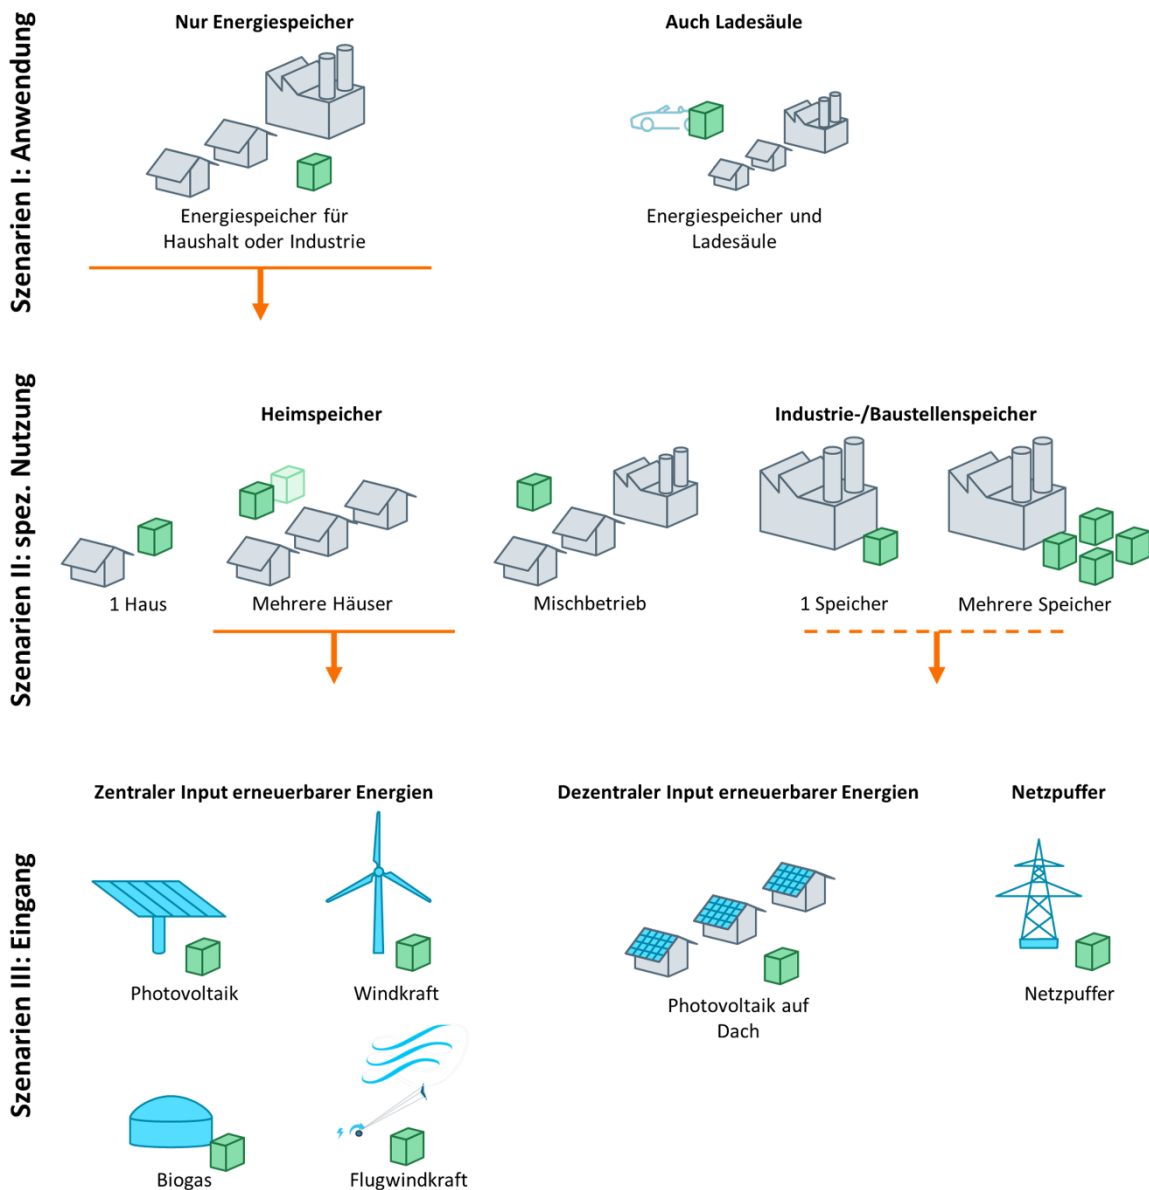 Szenarien I: Anwendung
Nur Energiespeicher
Auch Ladesäule
Energiespeicher für
Haushalt oder Industrie
Energiespeicher und
Ladesäule
Szenarien II: spez. Nutzung
Heimspeicher
Industrie-/Baustellenspeicher
1 Haus
Mehrere Häuser
Mischbetrieb
1 Speicher
Mehrere Speicher
Szenarien III: Eingang
Zentraler Input erneuerbarer Energien
Dezentraler Input erneuerbarer Energien
Netzpuffer
Photovoltaik
Windkraft
Photovoltaik auf
Dach
Netzpuffer
Biogas
Flugwindkraft